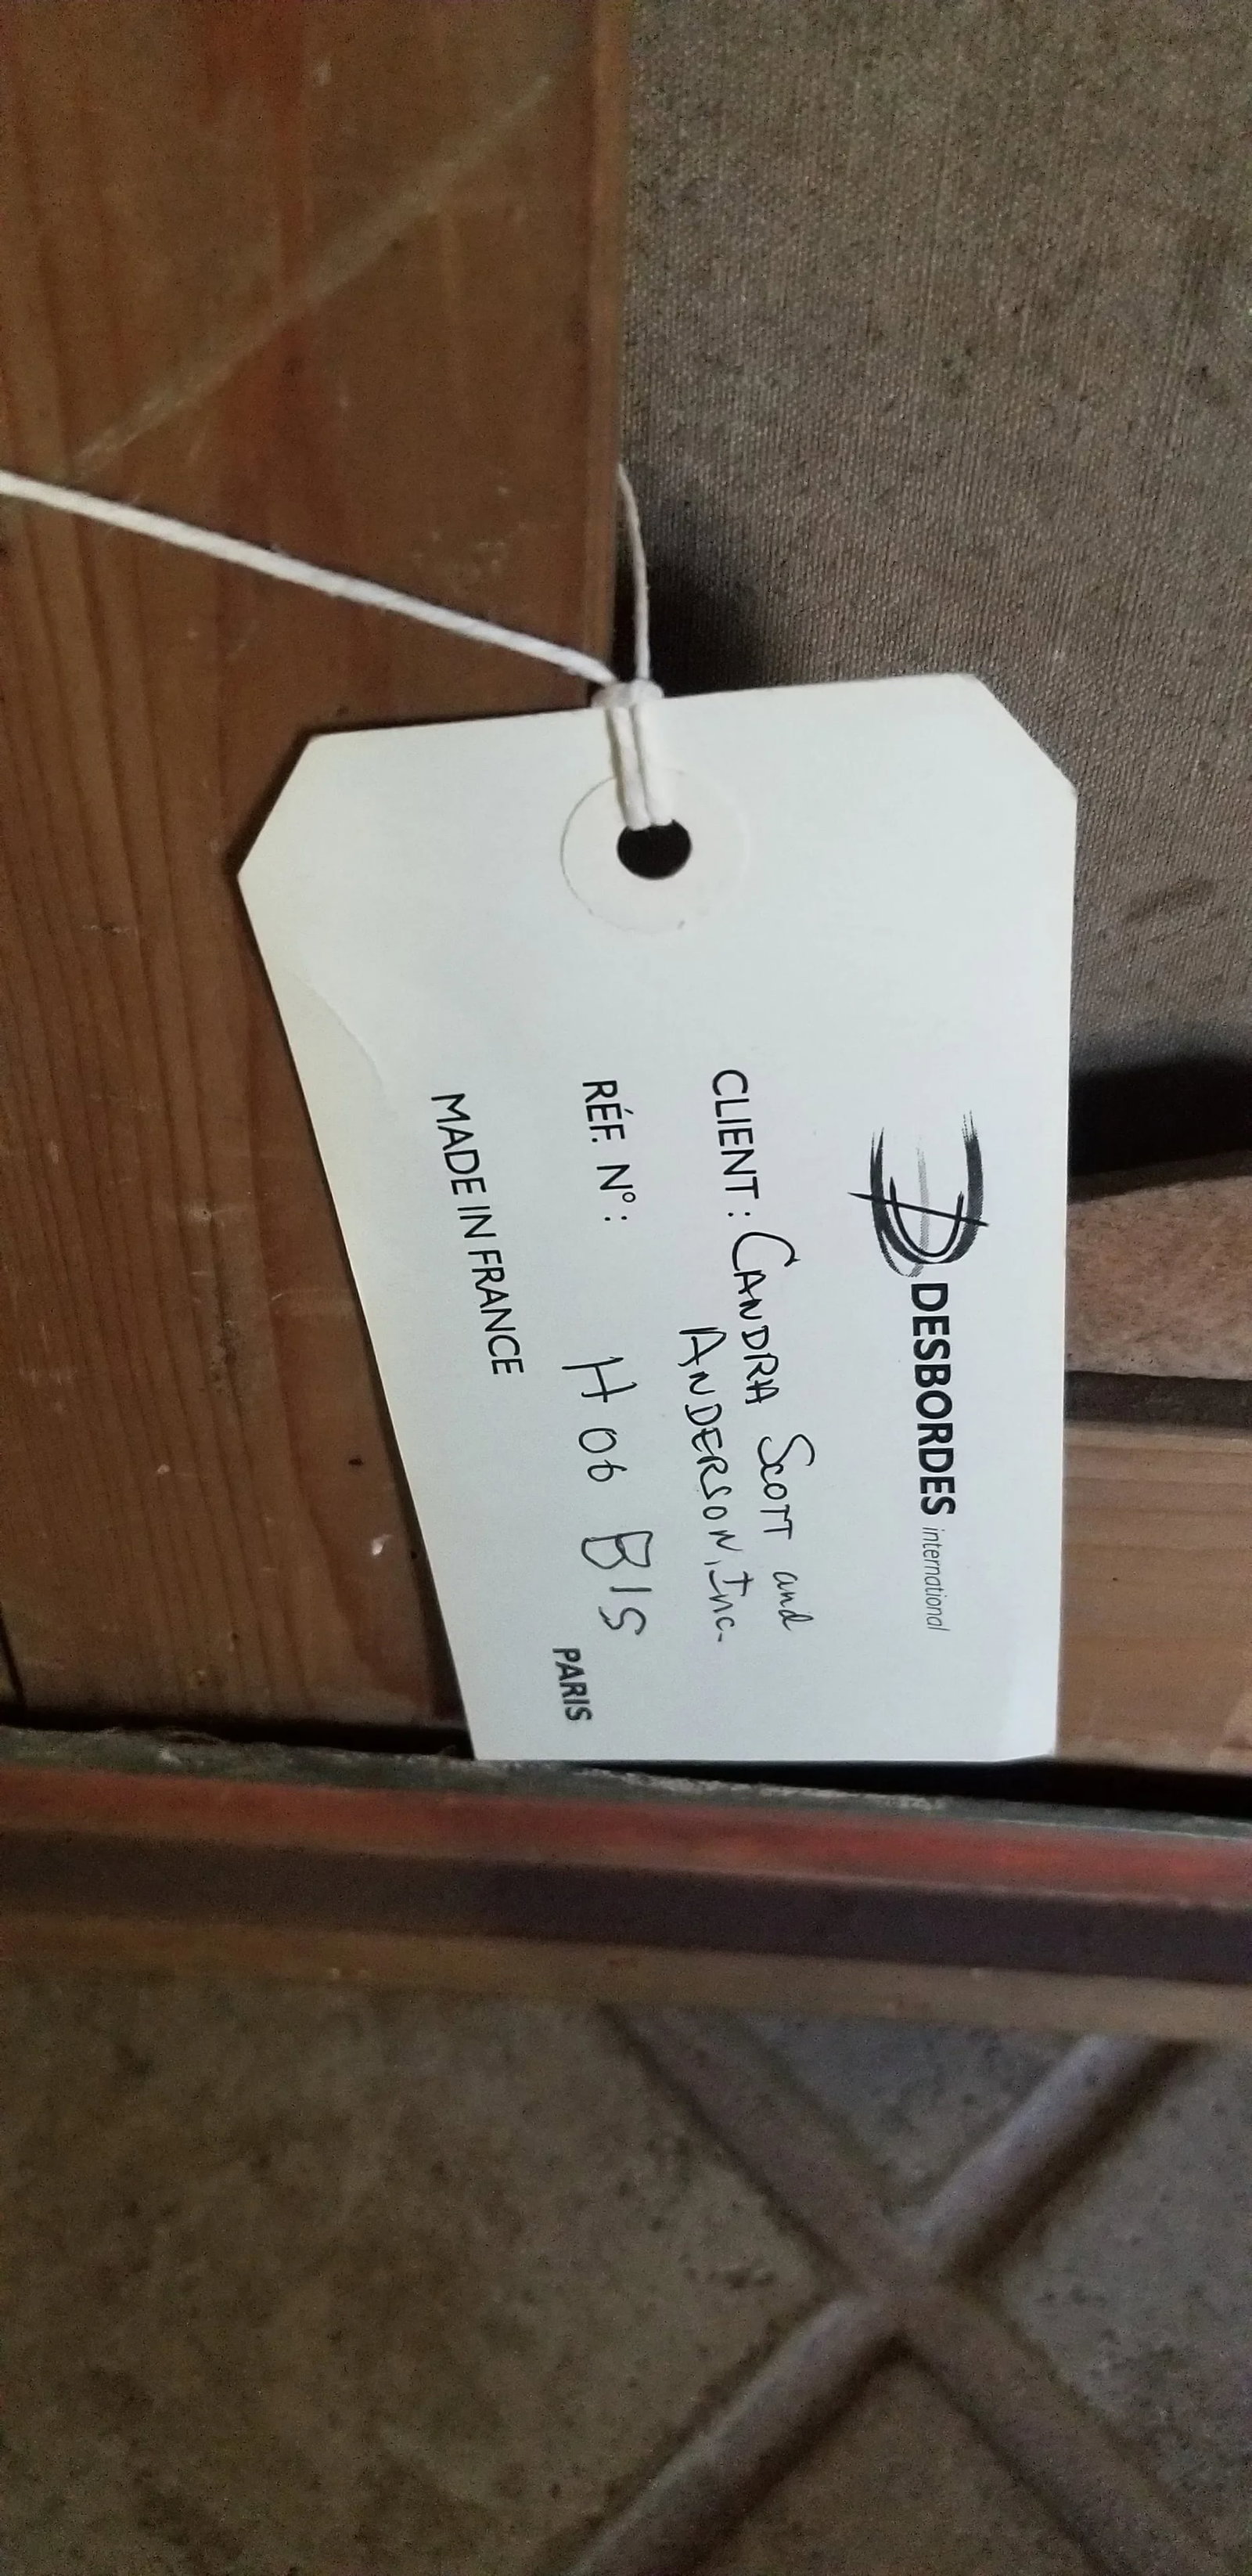 DESBORDES international
CLIENT : CANDRA SCOTT and
ANDERSON, Inc.
RÉF. N° : H 06 BIS
MADE IN FRANCE
PARIS